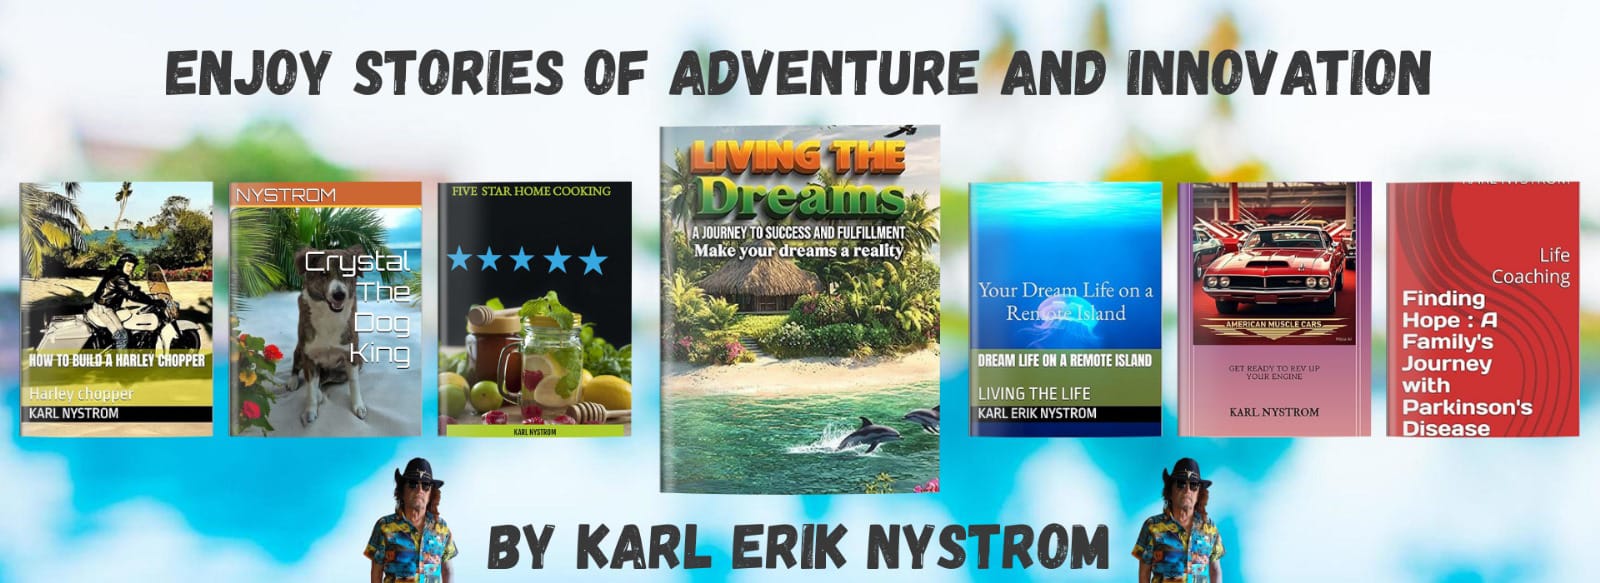 ENJOY STORIES OF ADVENTURE AND INNOVATION
HOW TO BUILD A HARLEY CHOPPER
Harley chopper
KARL NYSTROM
NYSTROM
Crystal
The
Dog
King
FIVE STAR HOME COOKING
KARL NYSTROM
LIVING THE
Dreams
A JOURNEY TO SUCCESS AND FULFILLMENT
Make your dreams a reality
Your Dream Life on a
Remote Island
DREAM LIFE ON A REMOTE ISLAND
LIVING THE LIFE
KARL ERIK NYSTROM
AMERICAN MUSCLE CARS
GET READY TO REV UP
YOUR ENGINE
KARL NYSTROM
KARL NYSTROM
Life
Coaching
Finding
Hope : A
Family's
Journey
with
Parkinson's
Disease
BY KARL ERIK NYSTROM